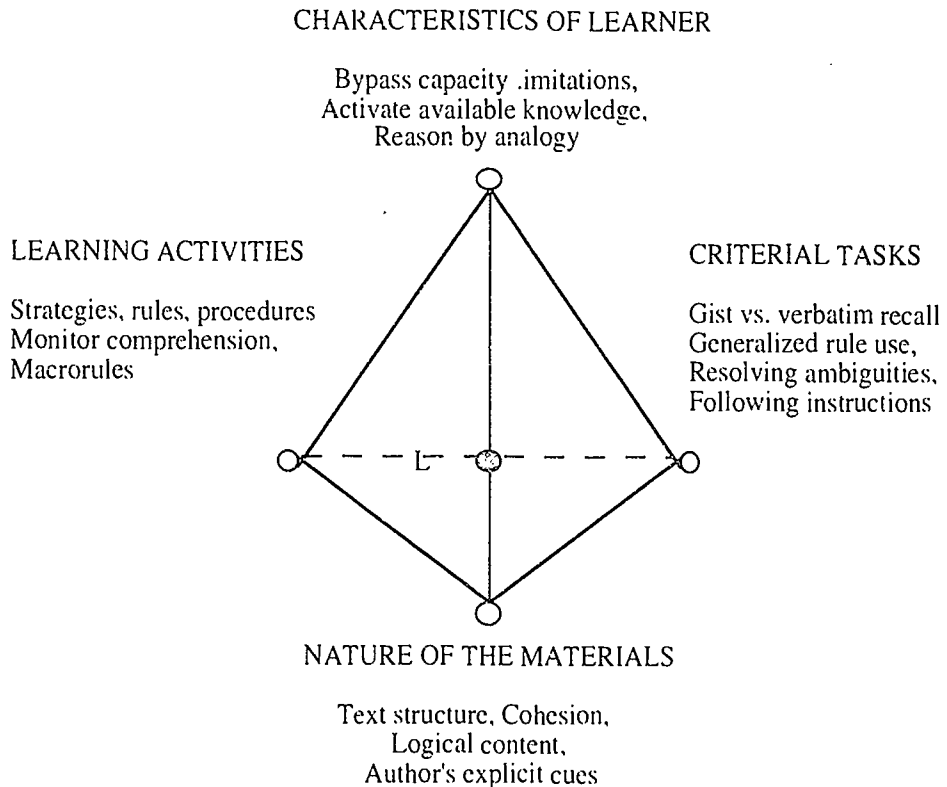 CHARACTERISTICS OF LEARNER
Bypass capacity .imitations,
Activate available knowledge,
Reason by analogy
LEARNING ACTIVITIES
Strategies, rules, procedures
Monitor comprehension,
Macrorules
CRITERIAL TASKS
Gist vs. verbatim recall
Generalized rule use,
Resolving ambiguities,
Following instructions
L
NATURE OF THE MATERIALS
Text structure, Cohesion,
Logical content,
Author's explicit cues